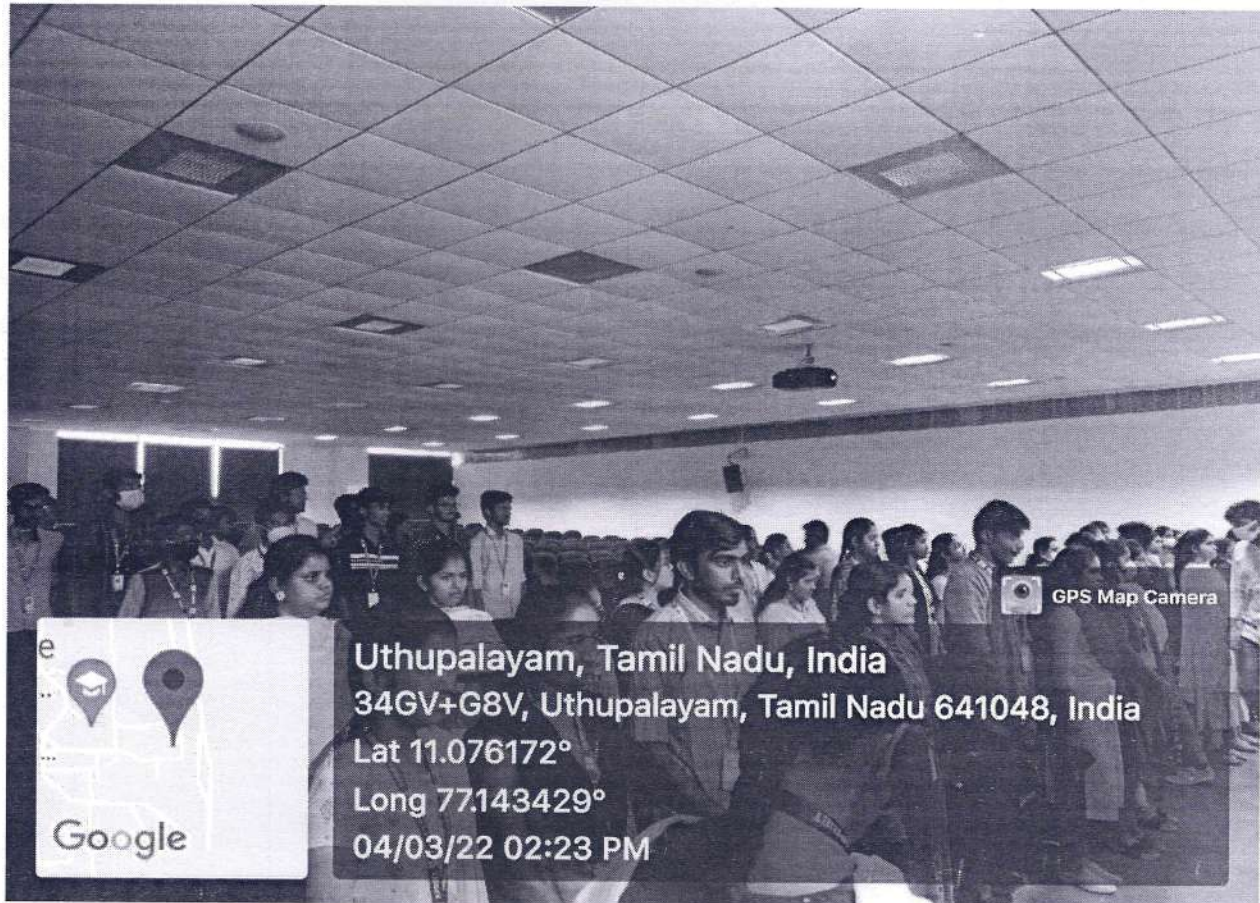 GPS Map Camera
e
Uthupalayam, Tamil Nadu, India
34GV+G8V, Uthupalayam, Tamil Nadu 641048, India
Lat 11.076172°
Long 77.143429°
04/03/22 02:23 PM
Google